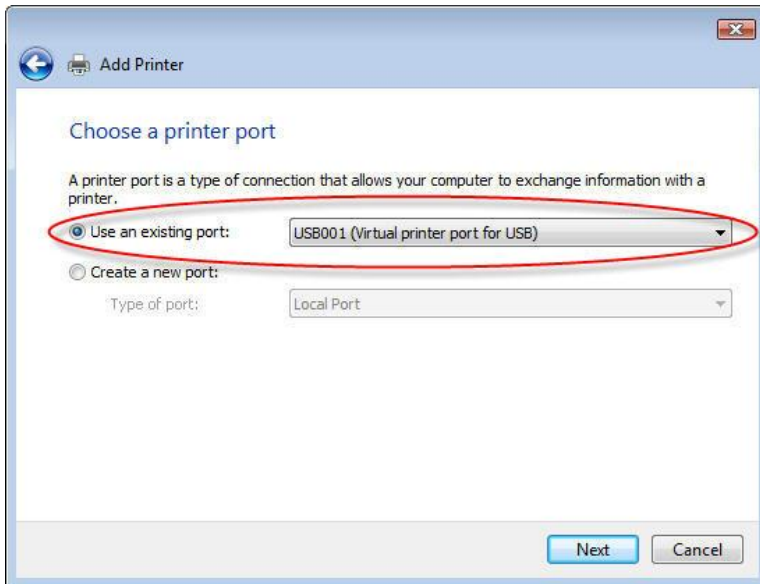 Add Printer
Choose a printer port
A printer port is a type of connection that allows your computer to exchange information with a
printer.
Use an existing port: USB001 (Virtual printer port for USB)
Create a new port:
Type of port: Local Port
Next Cancel